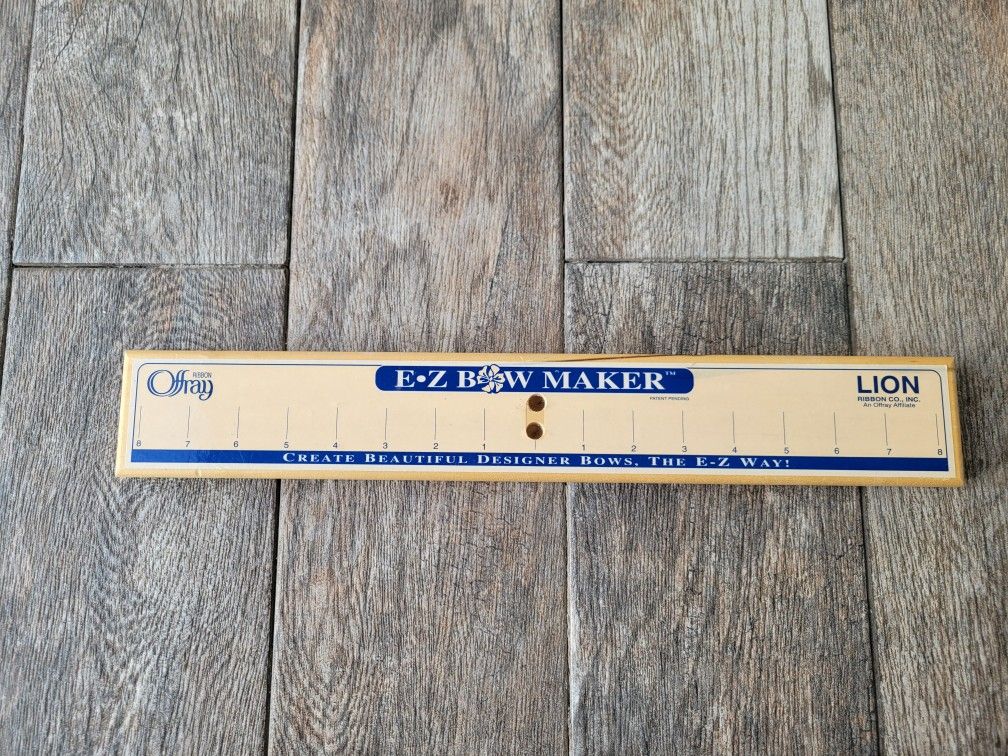 Offray RIBBON
E•Z BOW MAKER™
PATENT PENDING
LION
RIBBON CO., INC.
An Offray Affiliate
8 7 6 5 4 3 2 1 1 2 3 4 5 6 7 8
CREATE BEAUTIFUL DESIGNER BOWS, THE E-Z WAY!